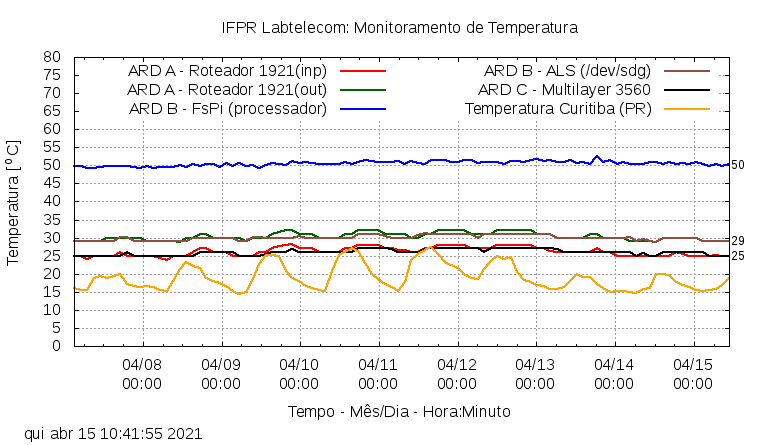 IFPR Labtelecom: Monitoramento de Temperatura
ARD A - Roteador 1921(inp)
ARD A - Roteador 1921(out)
ARD B - FsPi (processador)
ARD B - ALS (/dev/sdg)
ARD C - Multilayer 3560
Temperatura Curitiba (PR)
Temperatura [ºC]
80
75
70
65
60
55
50
45
40
35
30
25
20
15
10
5
0
50
29
25
04/08 04/09 04/10 04/11 04/12 04/13 04/14 04/15
00:00 00:00 00:00 00:00 00:00 00:00 00:00 00:00
Tempo - Mês/Dia - Hora:Minuto
qui abr 15 10:41:55 2021